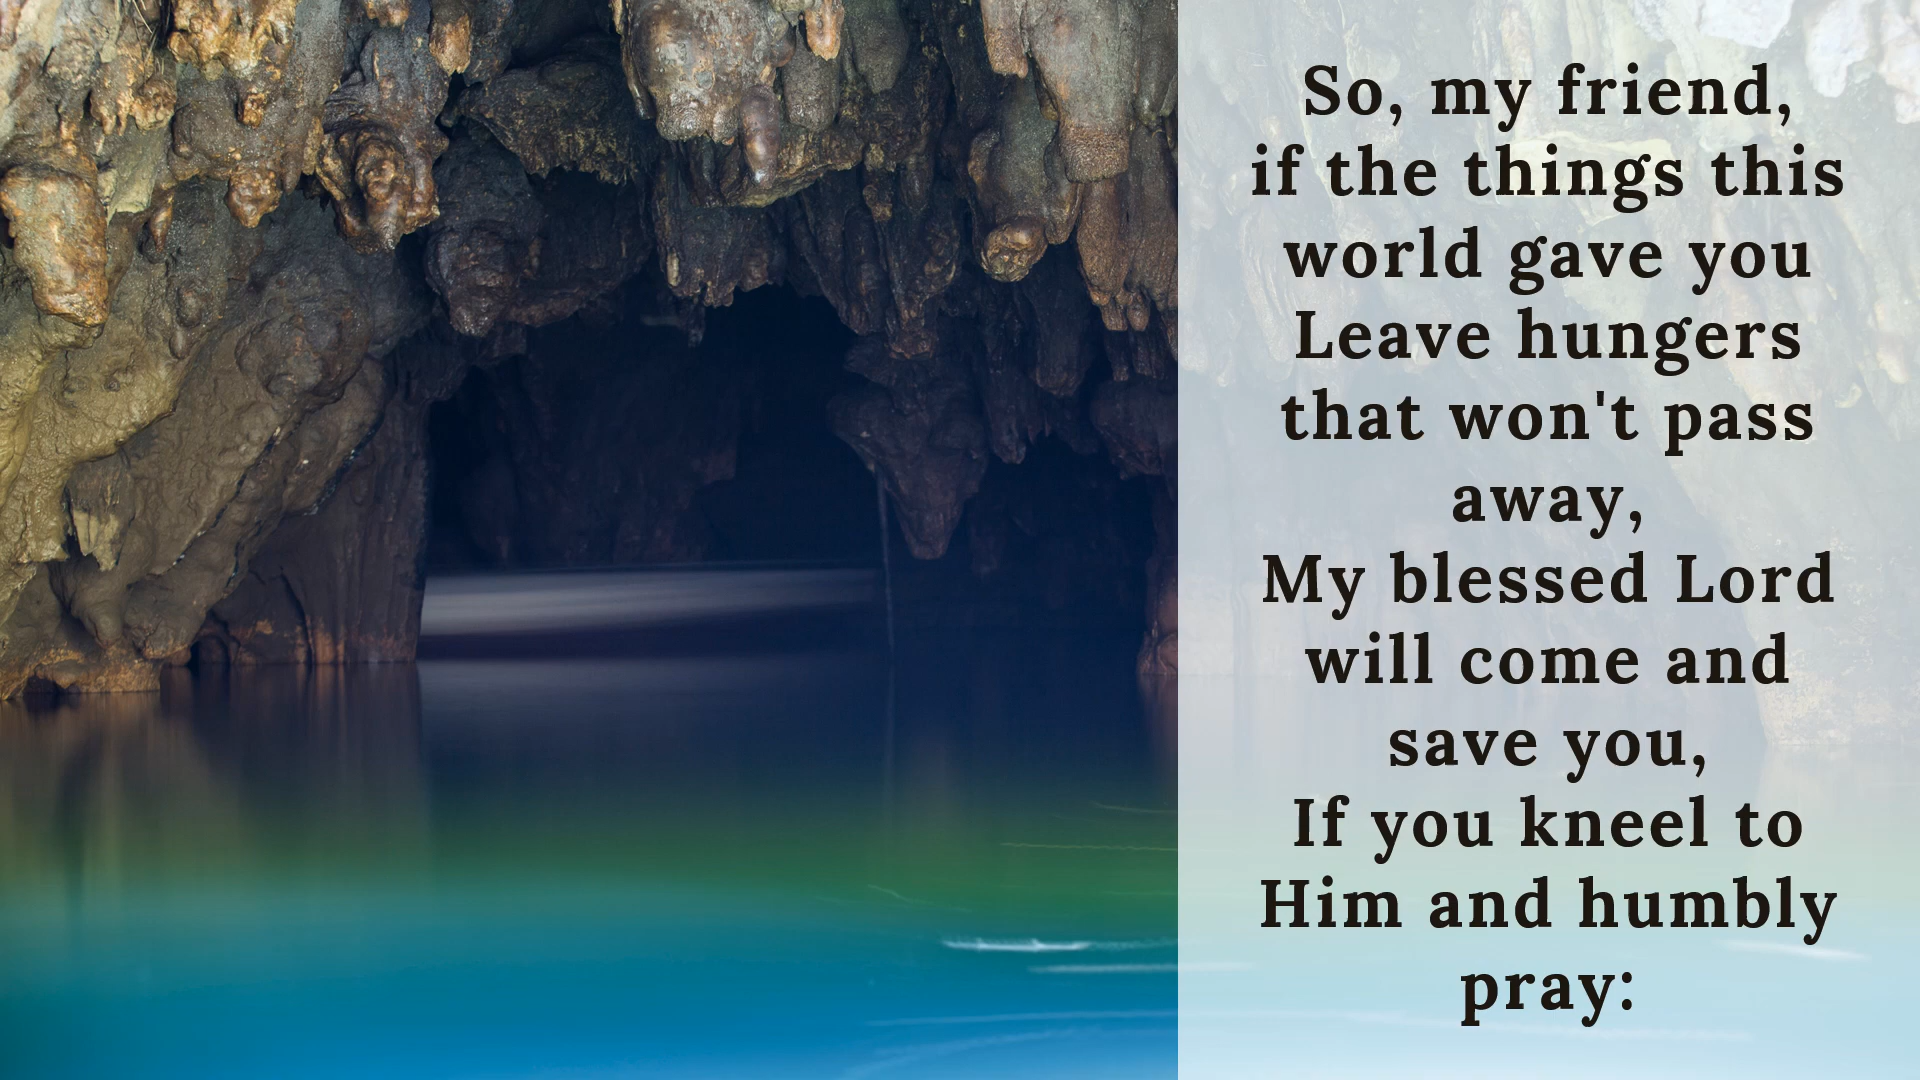 So, my friend,
if the things this
world gave you
Leave hungers
that won't pass
away,
My blessed Lord
will come and
save you,
If you kneel to
Him and humbly
pray: